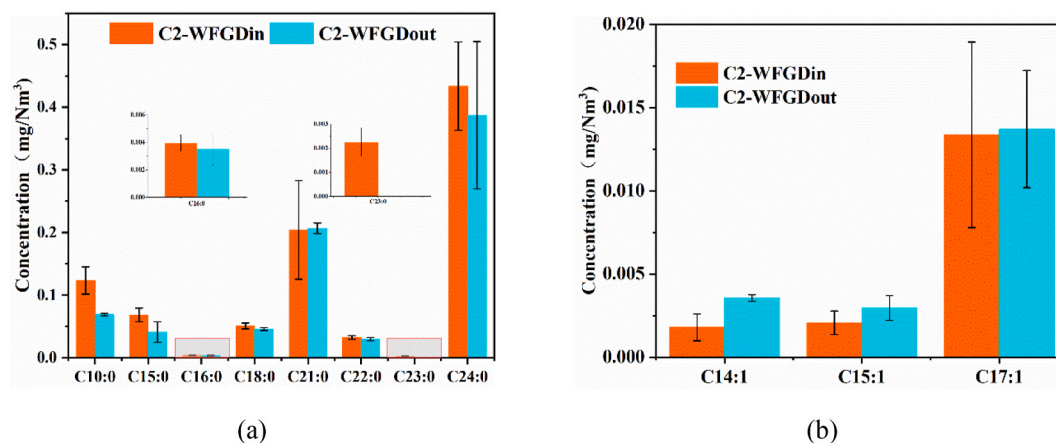 C2-WFGDin C2-WFGDout
Concentration ( mg/Nm³)
0.5
0.4
0.3
0.2
0.1
0.0
0.006
0.004
0.002
0.000
C16:0
0.003
0.002
0.001
0.000
C23:0
C10:0 C15:0 C16:0 C18:0 C21:0 C22:0 C23:0 C24:0
(a)
C2-WFGDin
C2-WFGDout
Concentration ( mg/Nm³)
0.020
0.015
0.010
0.005
0.000
C14:1 C15:1 C17:1
(b)